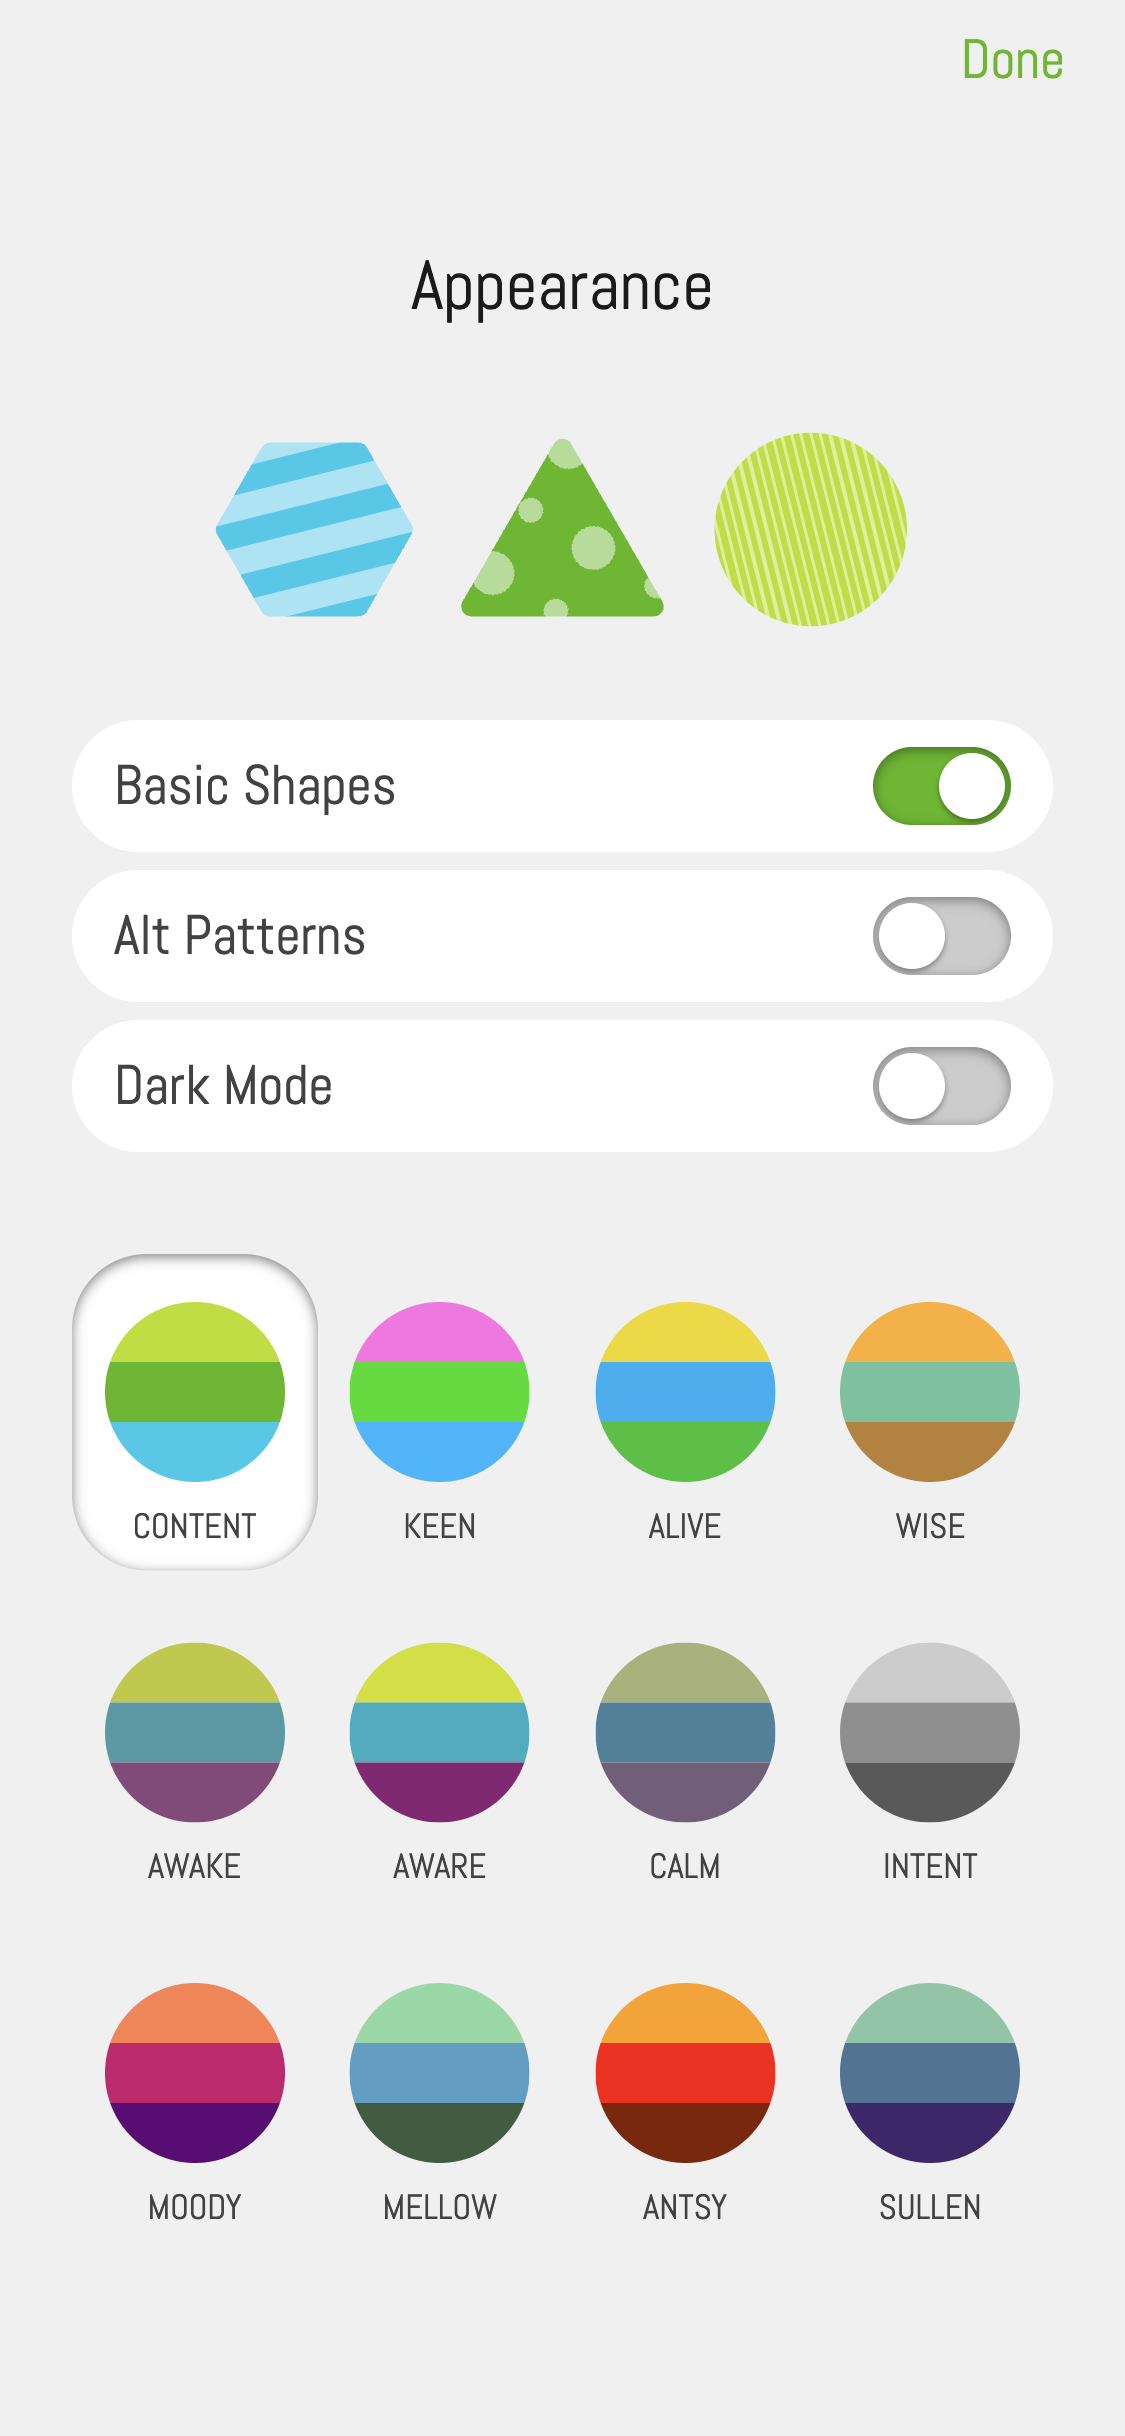 Done
Appearance
Basic Shapes
Alt Patterns
Dark Mode
CONTENT KEEN ALIVE WISE
AWAKE AWARE CALM INTENT
MOODY MELLOW ANTSY SULLEN